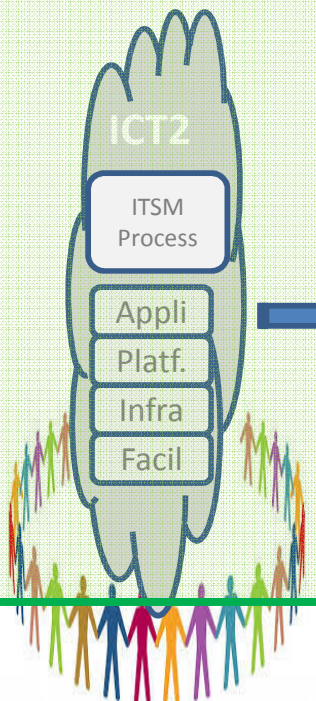 ICT2
ITSM
Process
Appli
Platf.
Infra
Facil